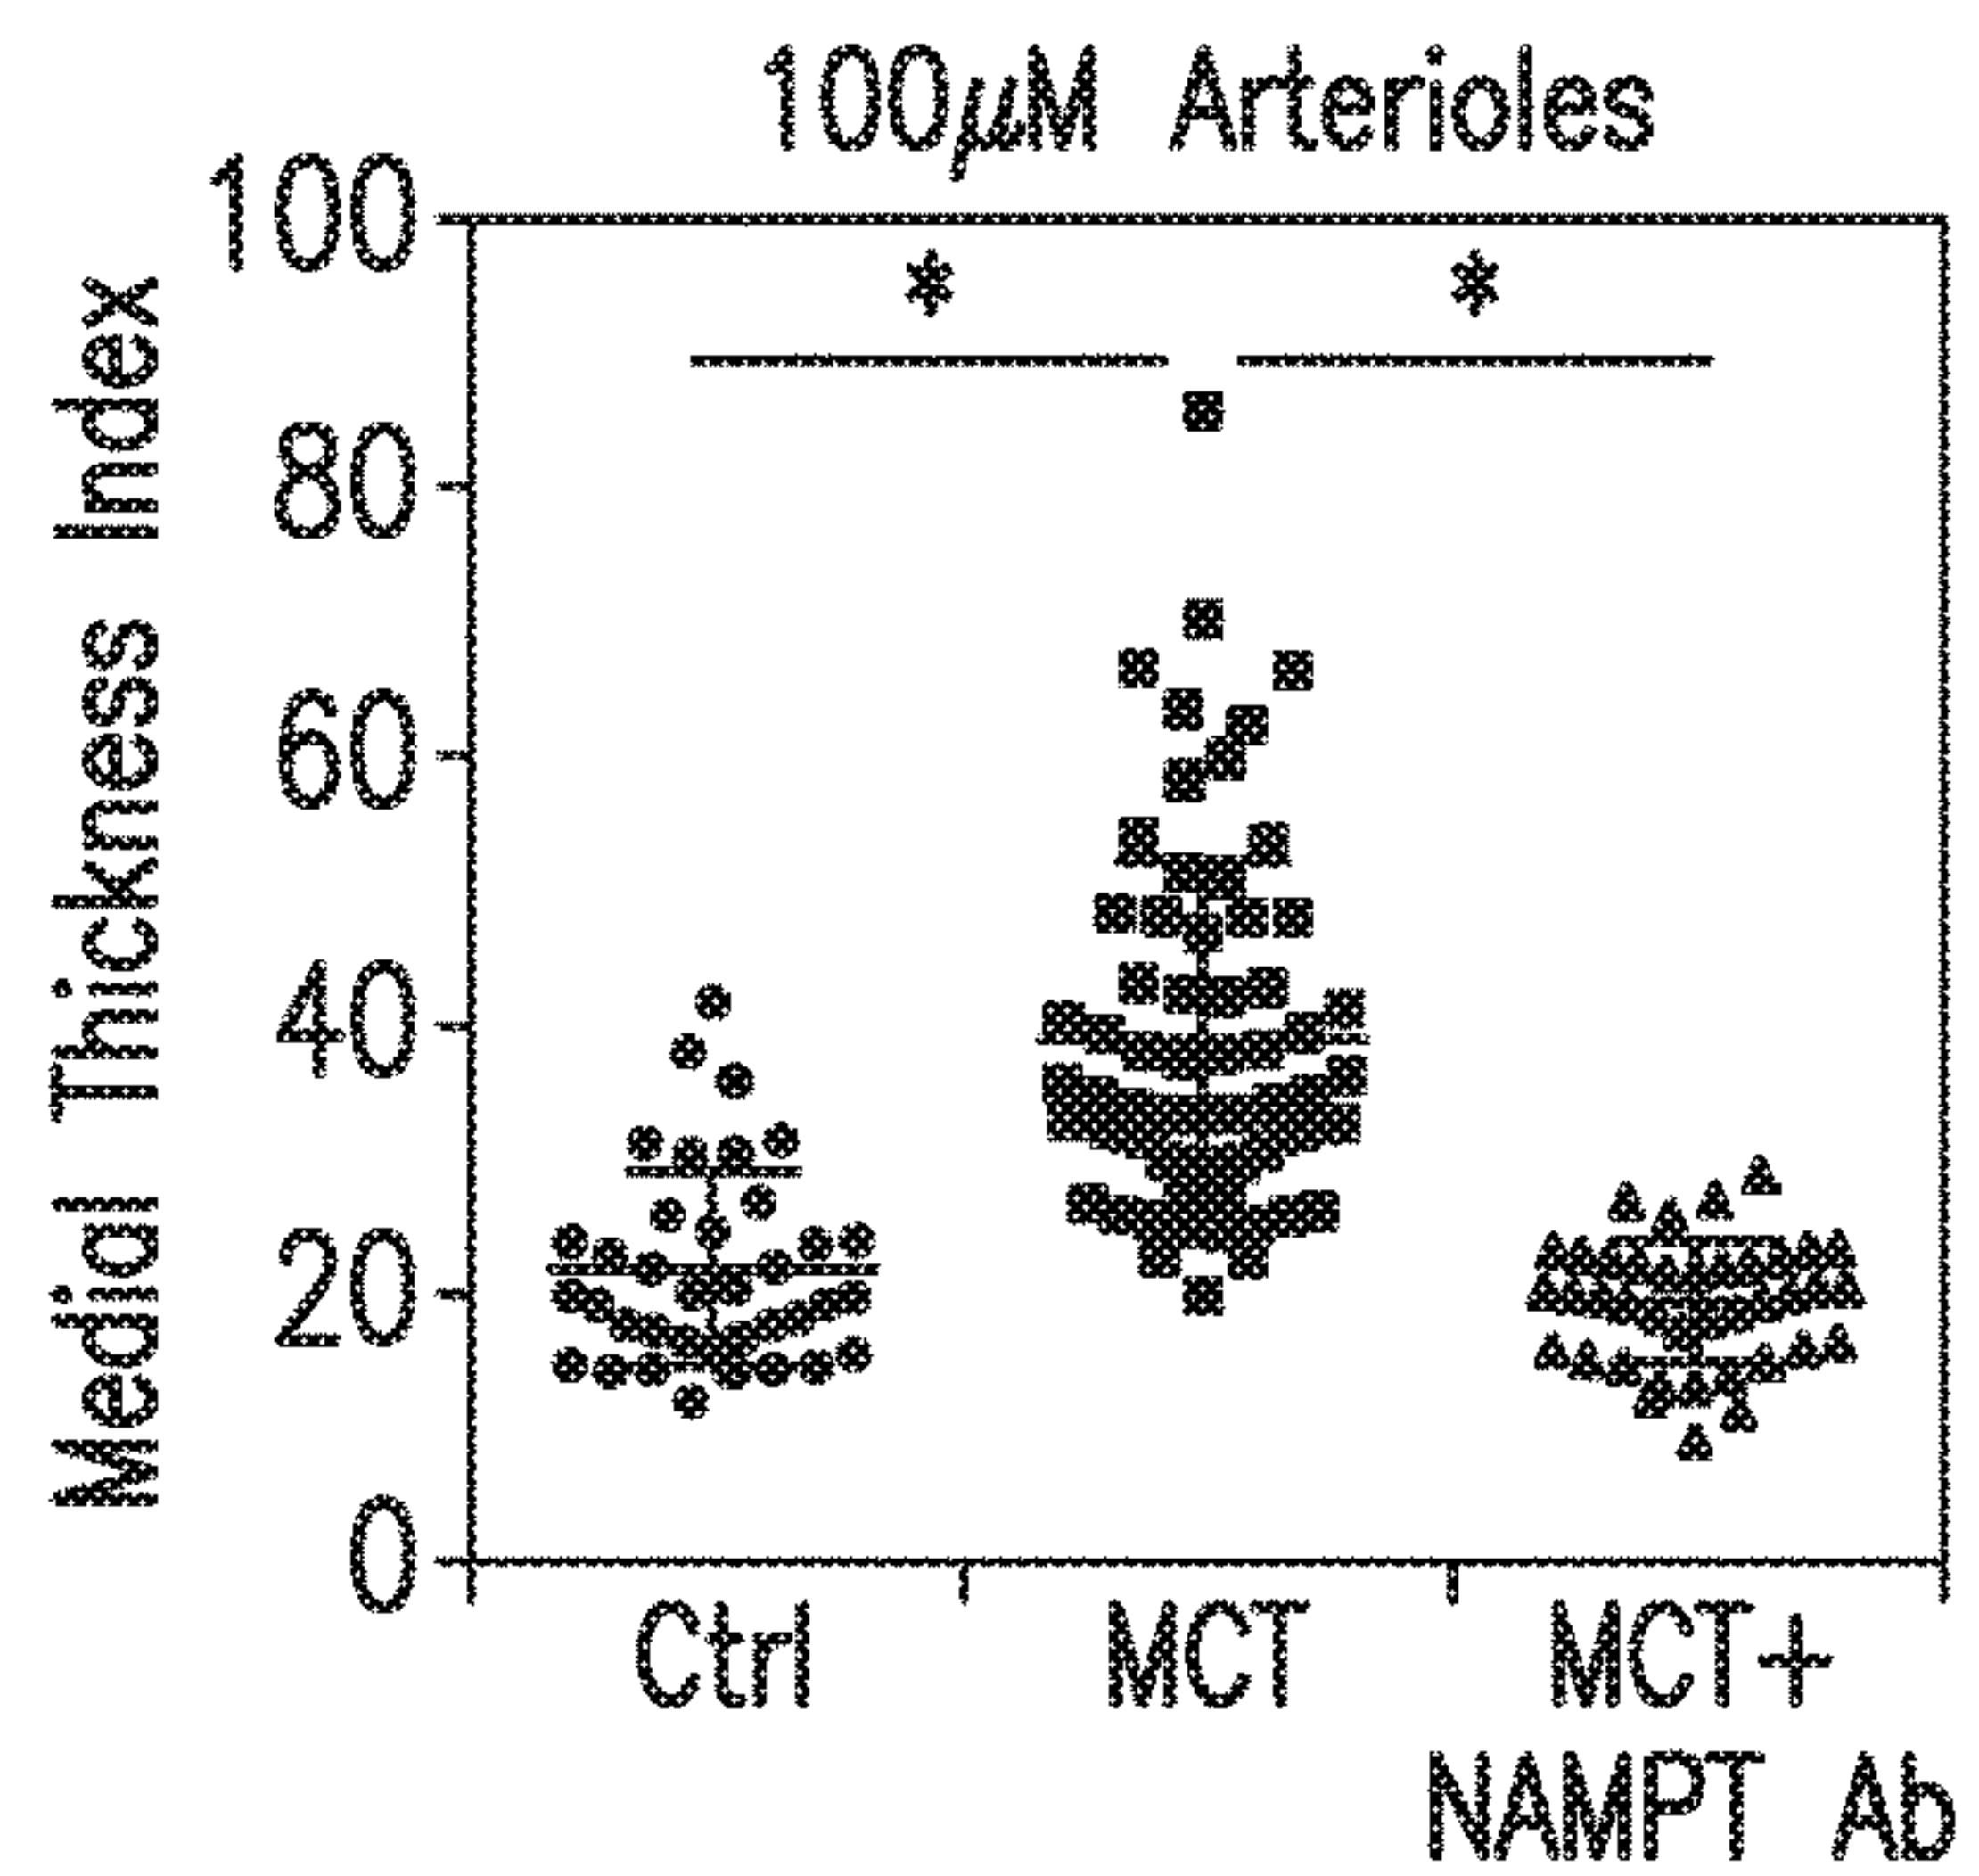 100µM Arterioles
Medial Thickness Index
100
80
60
40
20
0
* *
Ctrl MCT MCT+
NAMPT Ab